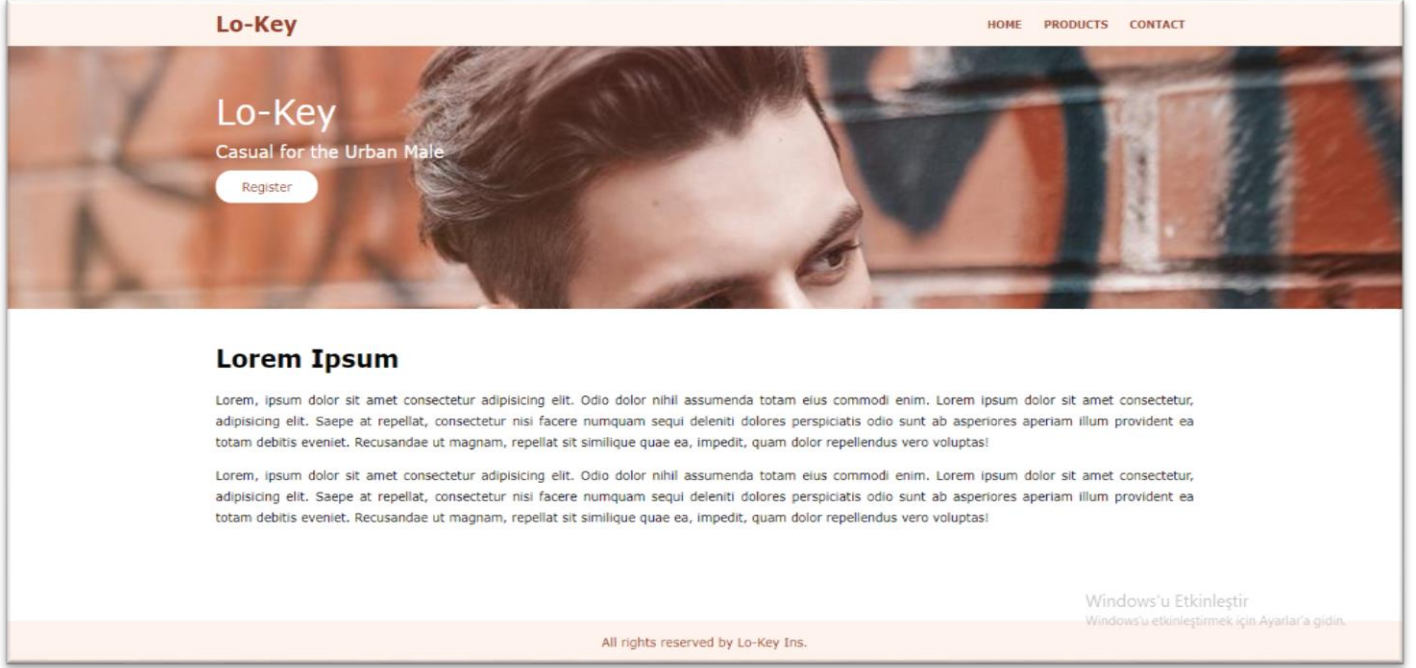 Lo-Key
HOME PRODUCTS CONTACT
Lo-Key
Casual for the Urban Male
Register
Lorem Ipsum
Lorem, ipsum dolor sit amet consectetur adipisicing elit. Odio dolor nihil assumenda totam eius commodi enim. Lorem ipsum dolor sit amet consectetur,
adipisicing elit. Saepe at repellat, consectetur nisi facere numquam sequi deleniti dolores perspiciatis odio sunt ab asperiores aperiam illum provident ea
totam debitis eveniet. Recusandae ut magnam, repellat sit similique quae ea, impedit, quam dolor repellendus vero voluptas!
Lorem, ipsum dolor sit amet consectetur adipisicing elit. Odio dolor nihil assumenda totam eius commodi enim. Lorem ipsum dolor sit amet consectetur,
adipisicing elit. Saepe at repellat, consectetur nisi facere numquam sequi deleniti dolores perspiciatis odio sunt ab asperiores aperiam illum provident ea
totam debitis eveniet. Recusandae ut magnam, repellat sit similique quae ea, impedit, quam dolor repellendus vero voluptas!
Windows'u Etkinleştir
Windows'u etkinleştirmek için Ayarlar'a gidin.
All rights reserved by Lo-Key Ins.